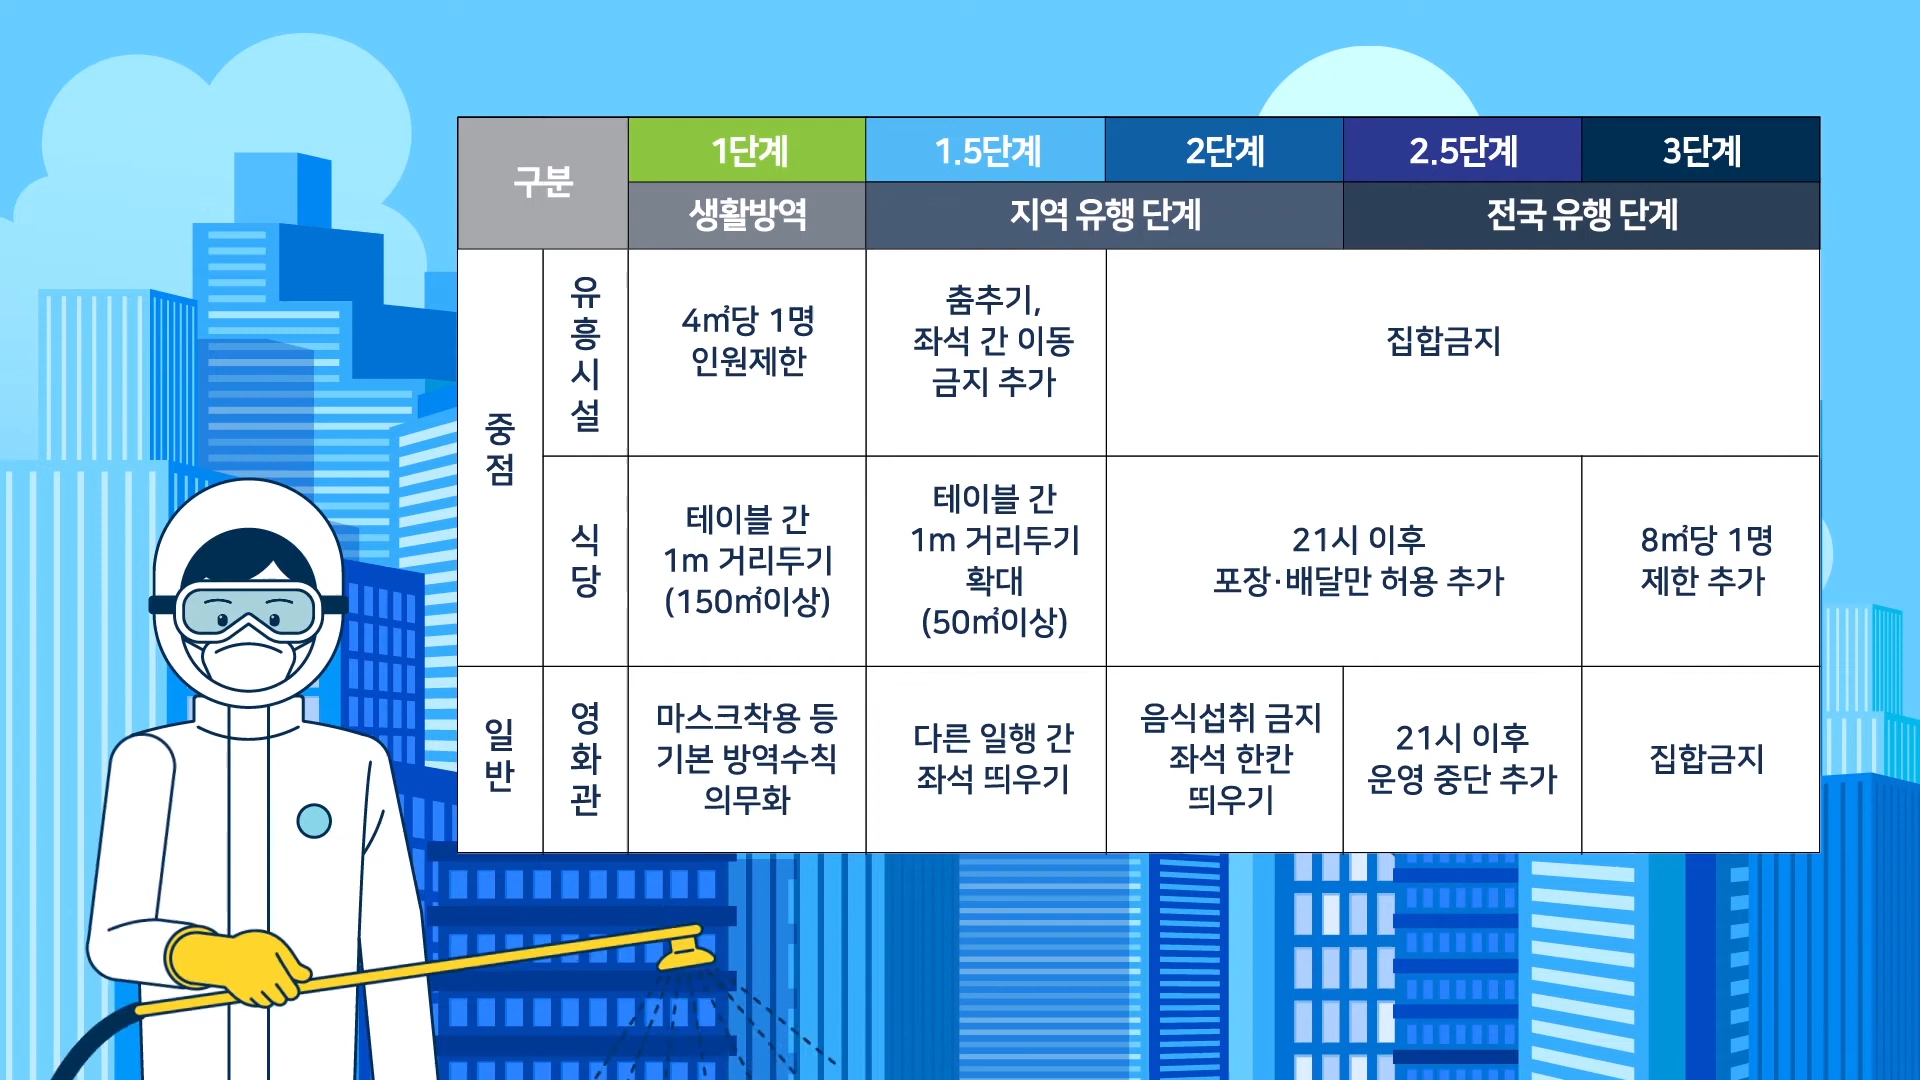 구분
1단계
1.5단계
2단계
2.5단계
3단계
생활방역
지역 유행 단계
전국 유행 단계
중점
유흥시설
4㎡당 1명
인원제한
춤추기,
좌석 간 이동
금지 추가
집합금지
식당
테이블 간
1m 거리두기
(150㎡이상)
테이블 간
1m 거리두기
확대
(50㎡이상)
21시 이후
포장·배달만 허용 추가
8㎡당 1명
제한 추가
일반
영화관
마스크착용 등
기본 방역수칙
의무화
다른 일행 간
좌석 띄우기
음식섭취 금지
좌석 한칸
띄우기
21시 이후
운영 중단 추가
집합금지